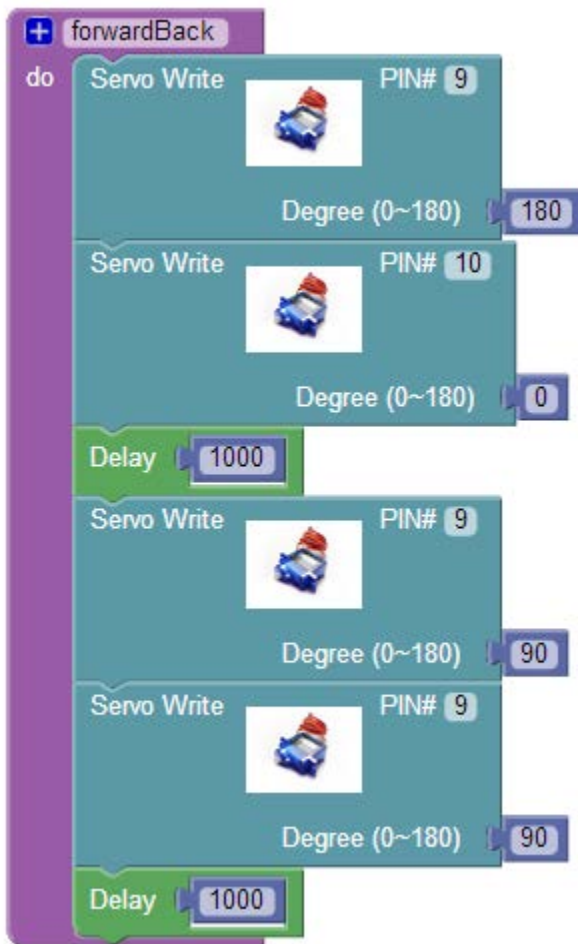 forwardBack
do Servo Write PIN# 9
Degree (0~180) 180
Servo Write PIN# 10
Degree (0~180) 0
Delay 1000
Servo Write PIN# 9
Degree (0~180) 90
Servo Write PIN# 9
Degree (0~180) 90
Delay 1000